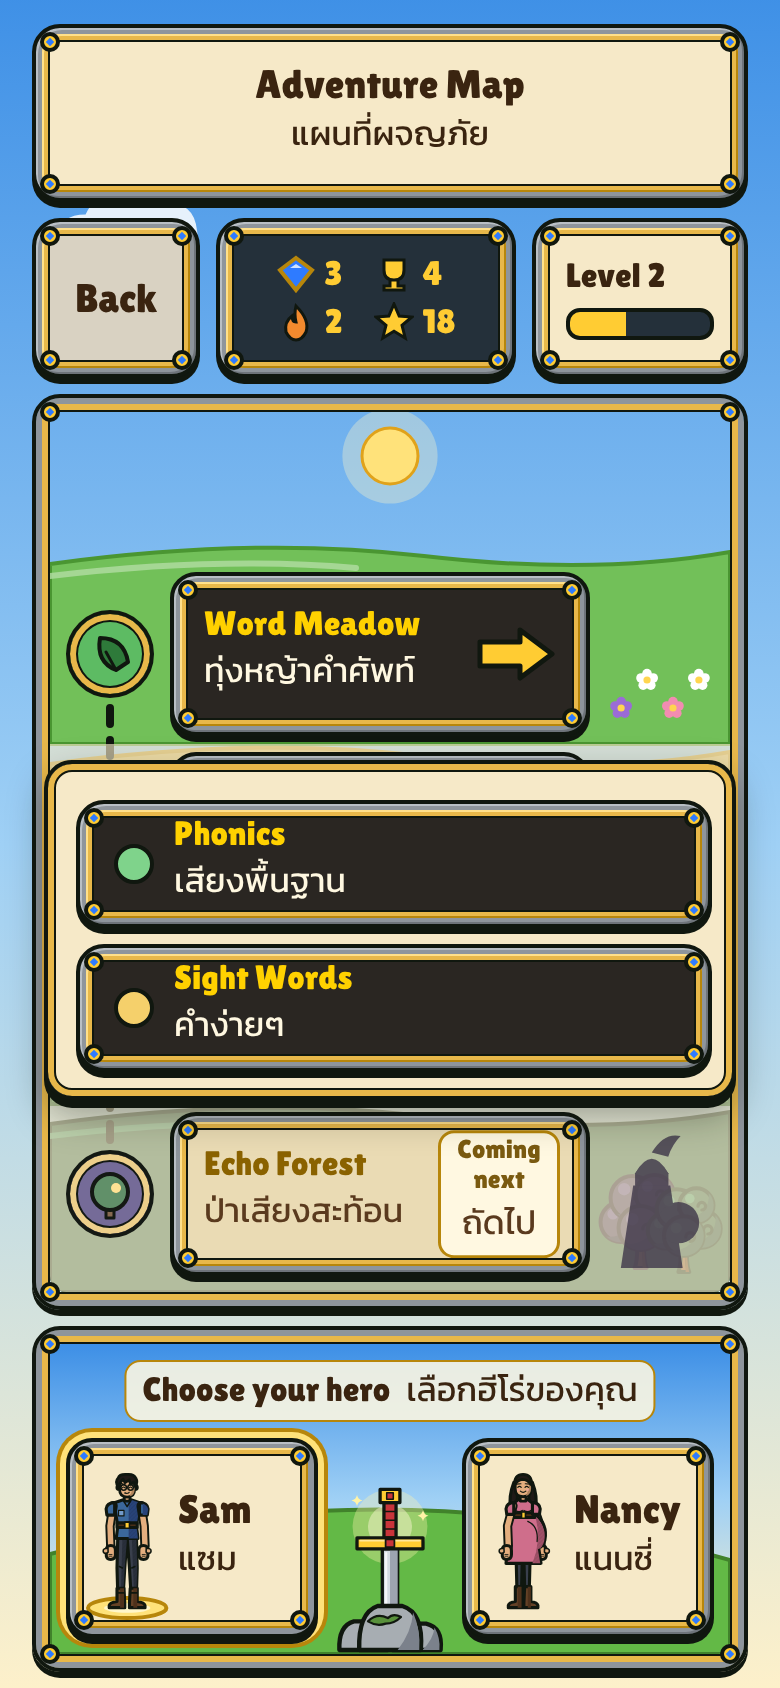 Adventure Map
แผนที่ผจญภัย
Back
3
4
2
18
Level 2
Word Meadow
ทุ่งหญ้าคำศัพท์
Phonics
เสียงพื้นฐาน
Sight Words
คำง่ายๆ
Echo Forest
ป่าเสียงสะท้อน
Coming
next
ถัดไป
Choose your hero เลือกฮีโร่ของคุณ
Sam
แซม
Nancy
แนนซี่